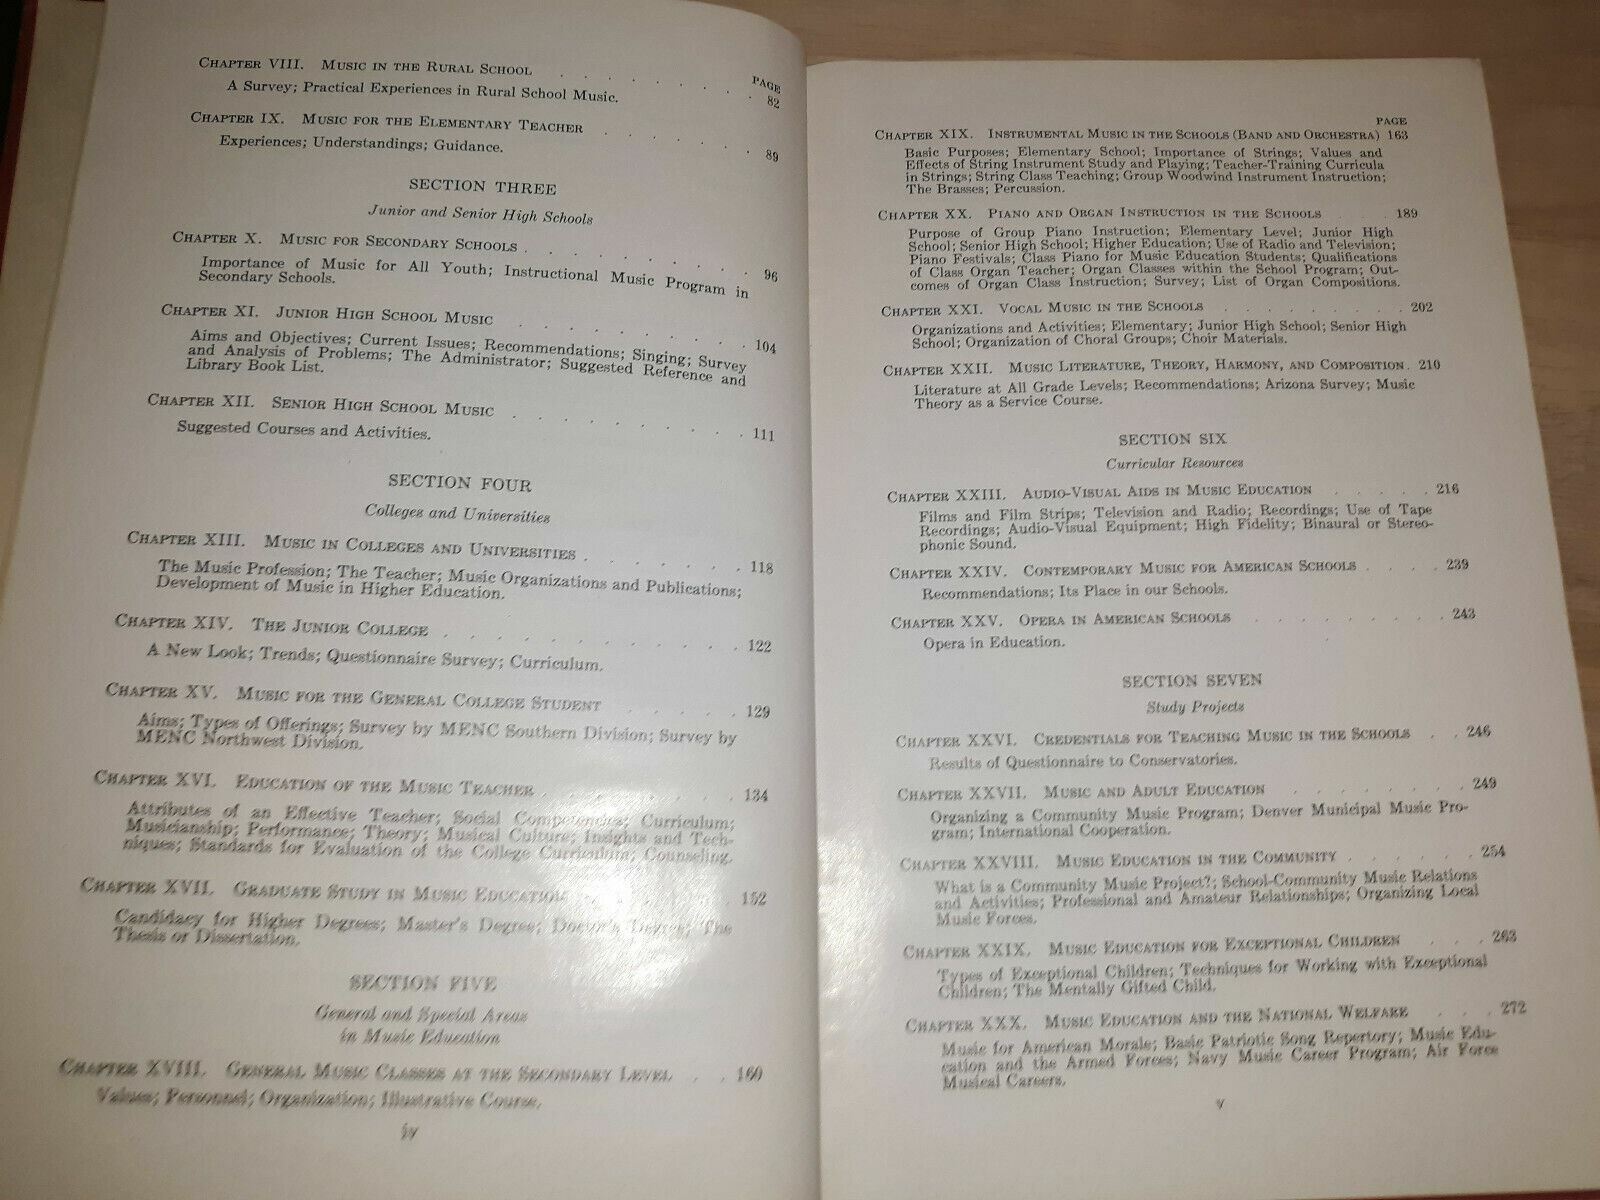 PAGE
CHAPTER VIII. MUSIC IN THE RURAL SCHOOL . . . . . . . 82
A Survey; Practical Experiences in Rural School Music.
CHAPTER IX. MUSIC FOR THE ELEMENTARY TEACHER . . . . . . 89
Experiences; Understandings; Guidance.
SECTION THREE
Junior and Senior High Schools
CHAPTER X. MUSIC FOR SECONDARY SCHOOLS . . . . . . . . . 96
Importance of Music for All Youth; Instructional Music Program in
Secondary Schools.
CHAPTER XI. JUNIOR HIGH SCHOOL MUSIC . . . . . . . . 104
Aims and Objectives; Current Issues; Recommendations; Singing; Survey
and Analysis of Problems; The Administrator; Suggested Reference and
Library Book List.
CHAPTER XII. SENIOR HIGH SCHOOL MUSIC . . . . . . . . 111
Suggested Courses and Activities.
SECTION FOUR
Colleges and Universities
CHAPTER XIII. MUSIC IN COLLEGES AND UNIVERSITIES . . . . . . 118
The Music Profession; The Teacher; Music Organizations and Publications;
Development of Music in Higher Education.
CHAPTER XIV. THE JUNIOR COLLEGE . . . . . . . . . . 122
A New Look; Trends; Questionnaire Survey; Curriculum.
CHAPTER XV. MUSIC FOR THE GENERAL COLLEGE STUDENT . . . . . . 129
Aims; Types of Offerings; Survey by MENC Southern Division; Survey by
MENC Northwest Division.
CHAPTER XVI. EDUCATION OF THE MUSIC TEACHER . . . . . . . 134
Attributes of an Effective Teacher; Social Competencies; Curriculum;
Musicianship; Performance; Theory; Musical Culture; Insights and Tech-
niques; Standards for Evaluation of the College Curriculum; Counseling.
CHAPTER XVII. GRADUATE STUDY IN MUSIC EDUCATION . . . . . . 152
Candidacy for Higher Degrees; Master's Degree; Doctor's Degree; The
Thesis or Dissertation.
SECTION FIVE
General and Special Areas
in Music Education
CHAPTER XVIII. GENERAL MUSIC CLASSES AT THE SECONDARY LEVEL . . 160
Values; Personnel; Organization; Illustrative Course.
iv
PAGE
CHAPTER XIX. INSTRUMENTAL MUSIC IN THE SCHOOLS (BAND AND ORCHESTRA) 163
Basic Purposes; Elementary School; Importance of Strings; Values and
Effects of String Instrument Study and Playing; Teacher-Training Curricula
in Strings; String Class Teaching; Group Woodwind Instrument Instruction;
The Brasses; Percussion.
CHAPTER XX. PIANO AND ORGAN INSTRUCTION IN THE SCHOOLS . . . 189
Purpose of Group Piano Instruction; Elementary Level; Junior High
School; Senior High School; Higher Education; Use of Radio and Television;
Piano Festivals; Class Piano for Music Education Students; Qualifications
of Class Organ Teacher; Organ Classes within the School Program; Out-
comes of Organ Class Instruction; Survey; List of Organ Compositions.
CHAPTER XXI. VOCAL MUSIC IN THE SCHOOLS . . . . . . . . . 202
Organizations and Activities; Elementary; Junior High School; Senior High
School; Organization of Choral Groups; Choir Materials.
CHAPTER XXII. MUSIC LITERATURE, THEORY, HARMONY, AND COMPOSITION . 210
Literature at All Grade Levels; Recommendations; Arizona Survey; Music
Theory as a Service Course.
SECTION SIX
Curricular Resources
CHAPTER XXIII. AUDIO-VISUAL AIDS IN MUSIC EDUCATION . . . . . 216
Films and Film Strips; Television and Radio; Recordings; Use of Tape
Recordings; Audio-Visual Equipment; High Fidelity; Binaural or Stereo-
phonic Sound.
CHAPTER XXIV. CONTEMPORARY MUSIC FOR AMERICAN SCHOOLS . . . . 239
Recommendations; Its Place in our Schools.
CHAPTER XXV. OPERA IN AMERICAN SCHOOLS . . . . . . . . 243
Opera in Education.
SECTION SEVEN
Study Projects
CHAPTER XXVI. CREDENTIALS FOR TEACHING MUSIC IN THE SCHOOLS . . 246
Results of Questionnaire to Conservatories.
CHAPTER XXVII. MUSIC AND ADULT EDUCATION . . . . . . . 249
Organizing a Community Music Program; Denver Municipal Music Pro-
gram; International Cooperation.
CHAPTER XXVIII. MUSIC EDUCATION IN THE COMMUNITY . . . . . . 254
What is a Community Music Project?; School-Community Music Relations
and Activities; Professional and Amateur Relationships; Organizing Local
Music Forces.
CHAPTER XXIX. MUSIC EDUCATION FOR EXCEPTIONAL CHILDREN . . . 263
Types of Exceptional Children; Techniques for Working with Exceptional
Children; The Mentally Gifted Child.
CHAPTER XXX. MUSIC EDUCATION AND THE NATIONAL WELFARE . . . 272
Music for American Morale; Basic Patriotic Song Repertory; Music Edu-
cation and the Armed Forces; Navy Music Career Program; Air Force
Musical Careers.
v